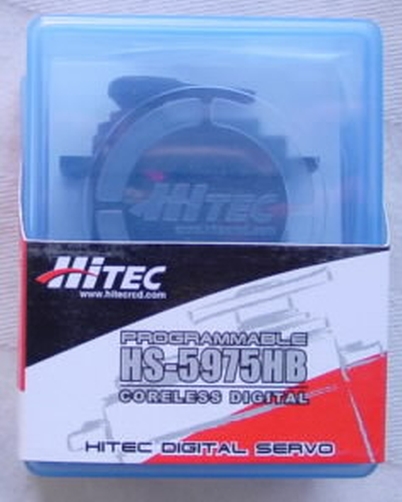 HiTEC
HiTEC
www.hitecrcd.com
PROGRAMMABLE
HS-5975HB
CORELESS DIGITAL
HITEC DIGITAL SERVO